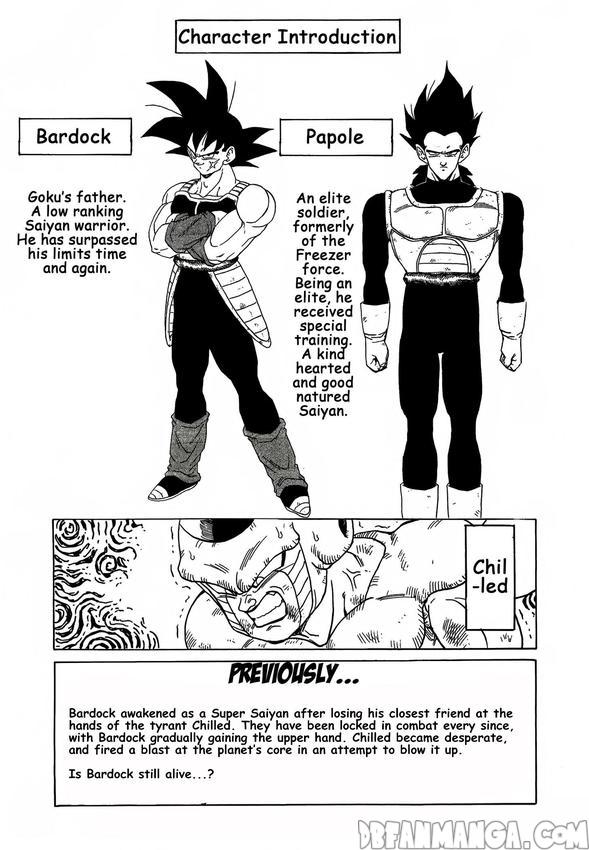 Character Introduction
Bardock
Papole
Goku's father.
A low ranking
Saiyan warrior.
He has surpassed
his limits time
and again.
An elite
soldier,
formerly
of the
Freezer
force.
Being an
elite, he
received
special
training.
A kind
hearted
and good
natured
Saiyan.
Chil
-led
PREVIOUSLY...
Bardock awakened as a Super Saiyan after losing his closest friend at the
hands of the tyrant Chilled. They have been locked in combat every since,
with Bardock gradually gaining the upper hand. Chilled became desperate,
and fired a blast at the planet's core in an attempt to blow it up.
Is Bardock still alive...?
DBFANMANGA.COM